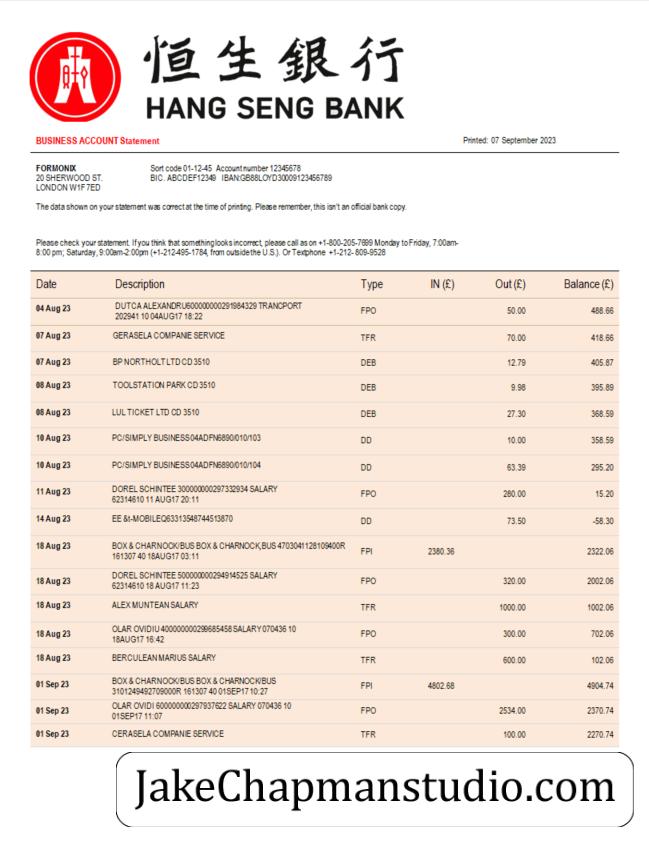 恒生銀行
HANG SENG BANK
BUSINESS ACCOUNT Statement
Printed: 07 September 2023
FORMONIX
Sort code 01-12-45 Account number 12345678
20 SHERWOOD ST.
BIC. ABCDEF12349 IBAN:GB88LOYD30009123456789
LONDON W1F 7ED
The data shown on your statement was correct at the time of printing. Please remember, this isn't an official bank copy.
Please check your statement. If you think that something looks incorrect, please call as on +1-800-205-7699 Monday to Friday, 7:00am-
8:00 pm; Saturday, 9:00am-2:00pm (+1-212-495-1784, from outside the U.S.). Or Textphone +1-212- 809-9528
Date Description Type IN (£) Out (£) Balance (£)
04 Aug 23 DUTCA ALEXANDRU600000000291984329 TRANCPORT
202941 10 04AUG17 18:22 FPO 50.00 488.66
07 Aug 23 GERASELA COMPANIE SERVICE TFR 70.00 418.66
07 Aug 23 BP NORTHOLT LTD CD 3510 DEB 12.79 405.87
08 Aug 23 TOOLSTATION PARK CD 3510 DEB 9.98 395.89
08 Aug 23 LUL TICKET LTD CD 3510 DEB 27.30 368.59
10 Aug 23 PC/SIMPLY BUSINESS04ADFN6890/010/103 DD 10.00 358.59
10 Aug 23 PC/SIMPLY BUSINESS04ADFN6890/010/104 DD 63.39 295.20
11 Aug 23 DOREL SCHINTEE 300000000297332934 SALARY
62314610 11 AUG17 20:11 FPO 280.00 15.20
14 Aug 23 EE &t-MOBILEQ63313548744513870 DD 73.50 -58.30
18 Aug 23 BOX & CHARNOCK/BUS BOX & CHARNOCK,BUS 4703041128109400R
161307 40 18AUG17 03:11 FPI 2380.36 2322.06
18 Aug 23 DOREL SCHINTEE 500000000294914525 SALARY
62314610 18 AUG17 11:23 FPO 320.00 2002.06
18 Aug 23 ALEX MUNTEAN SALARY TFR 1000.00 1002.06
18 Aug 23 OLAR OVIDIU 400000000299685458 SALARY 070436 10
18AUG17 16:42 FPO 300.00 702.06
18 Aug 23 BERCULEAN MARIUS SALARY TFR 600.00 102.06
01 Sep 23 BOX & CHARNOCK/BUS BOX & CHARNOCK/BUS
3101249492709000R 161307 40 01SEP17 10:27 FPI 4802.68 4904.74
01 Sep 23 OLAR OVIDI 600000000297937622 SALARY 070436 10
01SEP17 11:07 FPO 2534.00 2370.74
01 Sep 23 CERASELA COMPANIE SERVICE TFR 100.00 2270.74
JakeChapmanstudio.com